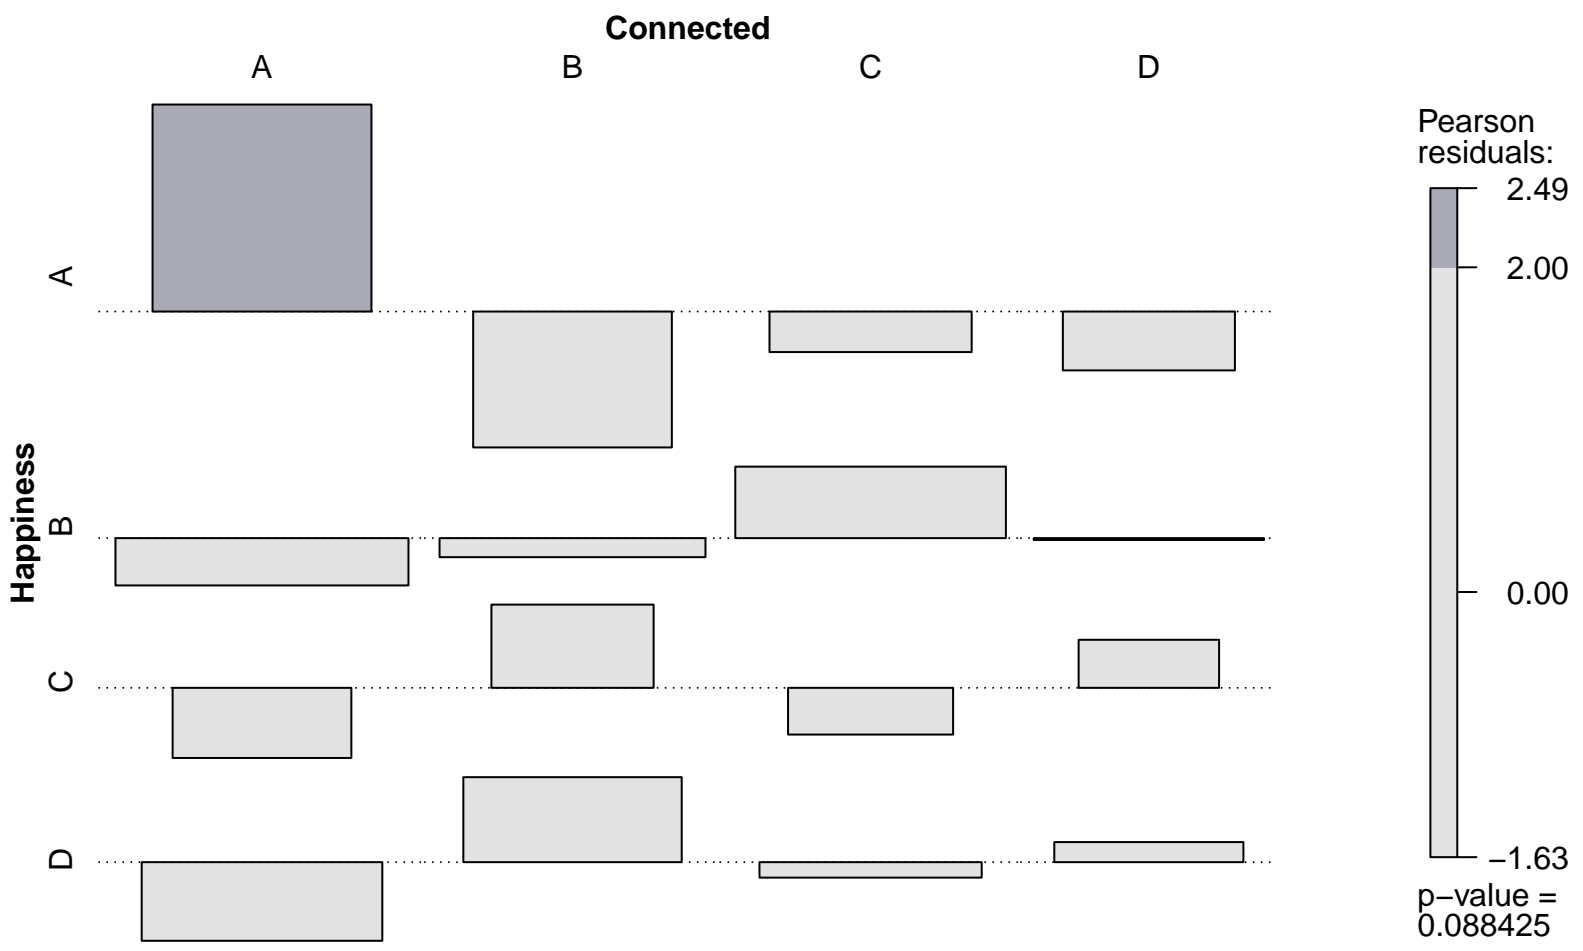 Connected
A B C D
Happiness
A
B
C
D
Pearson
residuals:
2.49
2.00
0.00
−1.63
p−value =
0.088425